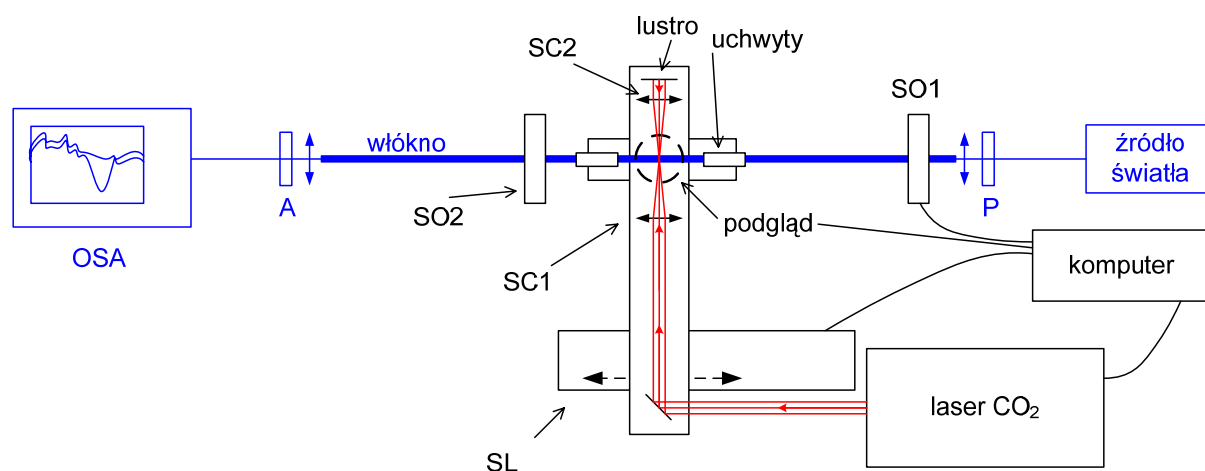 lustro
SC2
uchwyty
SO1
włókno
źródło
światła
A
P
SO2
podgląd
OSA
komputer
SC1
laser CO₂
SL